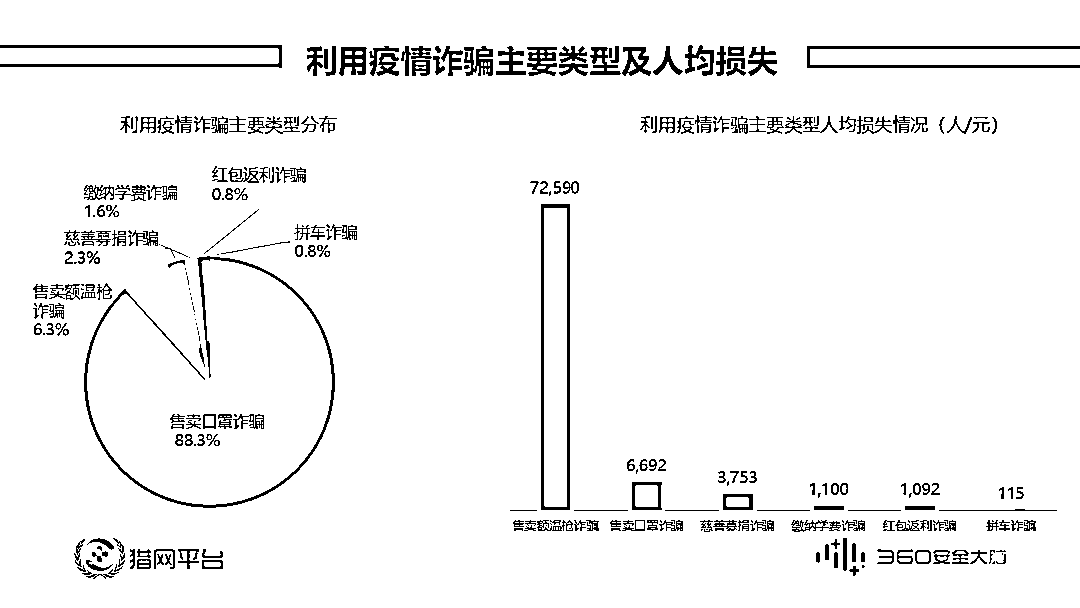 利用疫情诈骗主要类型及人均损失
利用疫情诈骗主要类型分布
红包返利诈骗
0.8%
缴纳学费诈骗
1.6%
慈善募捐诈骗
2.3%
拼车诈骗
0.8%
售卖额温枪
诈骗
6.3%
售卖口罩诈骗
88.3%
利用疫情诈骗主要类型人均损失情况（人/元）
72,590
6,692
3,753
1,100
1,092
115
售卖额温枪诈骗 售卖口罩诈骗 慈善募捐诈骗 缴纳学费诈骗 红包返利诈骗 拼车诈骗
猎网平台
360安全大脑